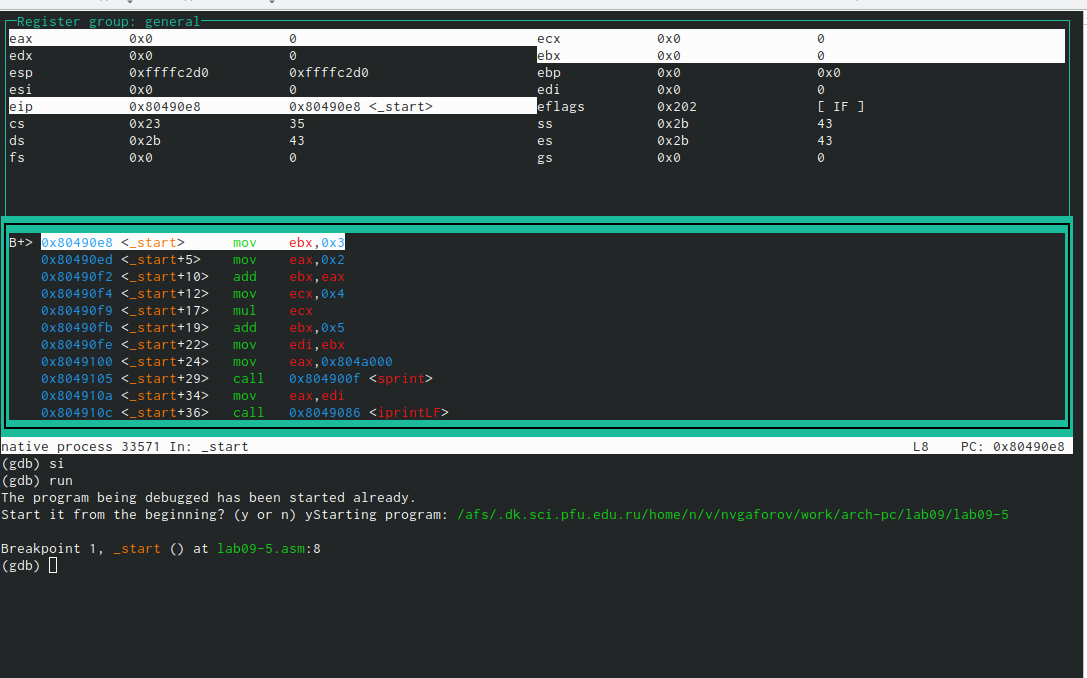 Register group: general
eax 0x0 0 ecx 0x0 0
edx 0x0 0 ebx 0x0 0
esp 0xffffc2d0 0xffffc2d0 ebp 0x0 0x0
esi 0x0 0 edi 0x0 0
eip 0x80490e8 0x80490e8 <_start> eflags 0x202 [ IF ]
cs 0x23 35 ss 0x2b 43
ds 0x2b 43 es 0x2b 43
fs 0x0 0 gs 0x0 0
B+> 0x80490e8 <_start> mov ebx,0x3
0x80490ed <_start+5> mov eax,0x2
0x80490f2 <_start+10> add ebx,eax
0x80490f4 <_start+12> mov ecx,0x4
0x80490f9 <_start+17> mul ecx
0x80490fb <_start+19> add ebx,0x5
0x80490fe <_start+22> mov edi,ebx
0x8049100 <_start+24> mov eax,0x804a000
0x8049105 <_start+29> call 0x804900f <sprint>
0x804910a <_start+34> mov eax,edi
0x804910c <_start+36> call 0x8049086 <iprintLF>
native process 33571 In: _start L8 PC: 0x80490e8
(gdb) si
(gdb) run
The program being debugged has been started already.
Start it from the beginning? (y or n) yStarting program: /afs/.dk.sci.pfu.edu.ru/home/n/v/nvgaforov/work/arch-pc/lab09/lab09-5
Breakpoint 1, _start () at lab09-5.asm:8
(gdb)